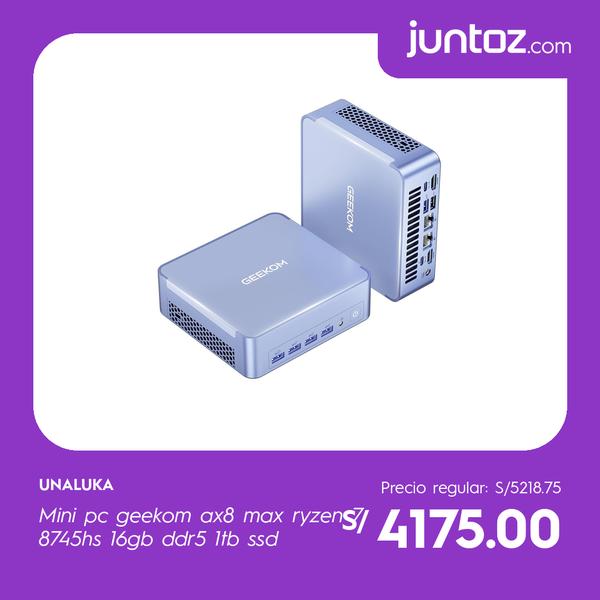 juntoz.com
GEEKOM
GEEKOM
UNALUKA
Mini pc geekom ax8 max ryzen 7
8745hs 16gb ddr5 1tb ssd
Precio regular: S/5218.75
S/ 4175.00